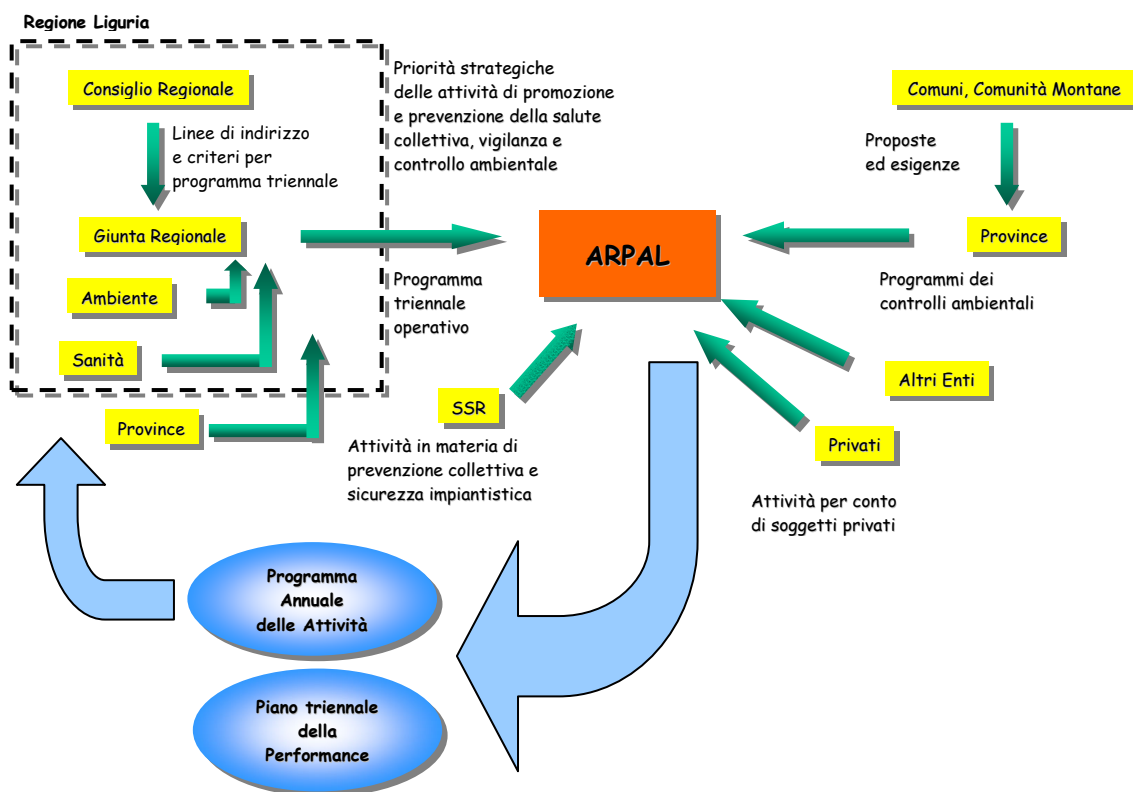 Regione Liguria
Consiglio Regionale
Linee di indirizzo
e criteri per
programma triennale
Giunta Regionale
Ambiente
Sanità
Province
Priorità strategiche
delle attività di promozione
e prevenzione della salute
collettiva, vigilanza e
controllo ambientale
Programma
triennale
operativo
ARPAL
Comuni, Comunità Montane
Proposte
ed esigenze
Province
Programmi dei
controlli ambientali
Altri Enti
Privati
Attività per conto
di soggetti privati
SSR
Attività in materia di
prevenzione collettiva e
sicurezza impiantistica
Programma
Annuale
delle Attività
Piano triennale
della
Performance